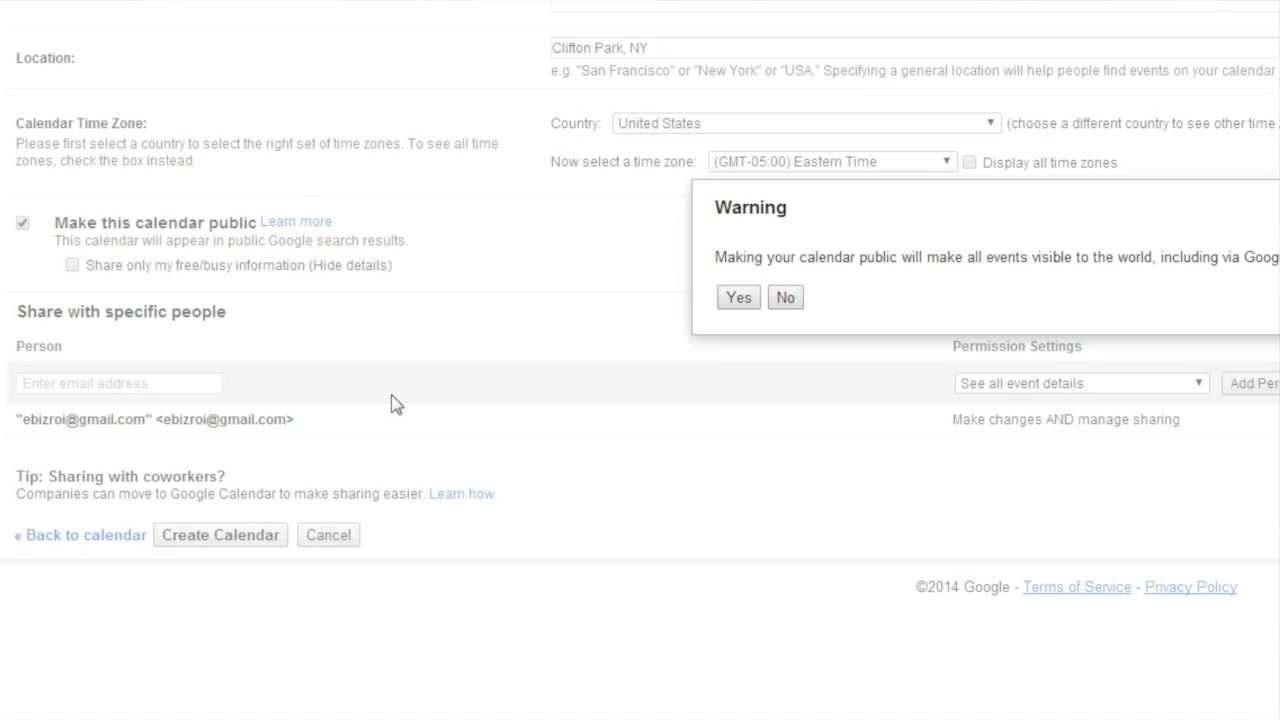 Location:
Clifton Park, NY
e.g. "San Francisco" or "New York" or "USA." Specifying a general location will help people find events on your calendar
Calendar Time Zone:
Please first select a country to select the right set of time zones. To see all time
zones, check the box instead.
Country: United States (choose a different country to see other time
Now select a time zone: (GMT-05:00) Eastern Time Display all time zones
Make this calendar public Learn more
This calendar will appear in public Google search results.
Share only my free/busy information (Hide details)
Warning
Making your calendar public will make all events visible to the world, including via Goog
Yes No
Share with specific people
Person Permission Settings
Enter email address See all event details Add Per
"ebizroi@gmail.com" <ebizroi@gmail.com> Make changes AND manage sharing
Tip: Sharing with coworkers?
Companies can move to Google Calendar to make sharing easier. Learn how
« Back to calendar Create Calendar Cancel
©2014 Google - Terms of Service - Privacy Policy